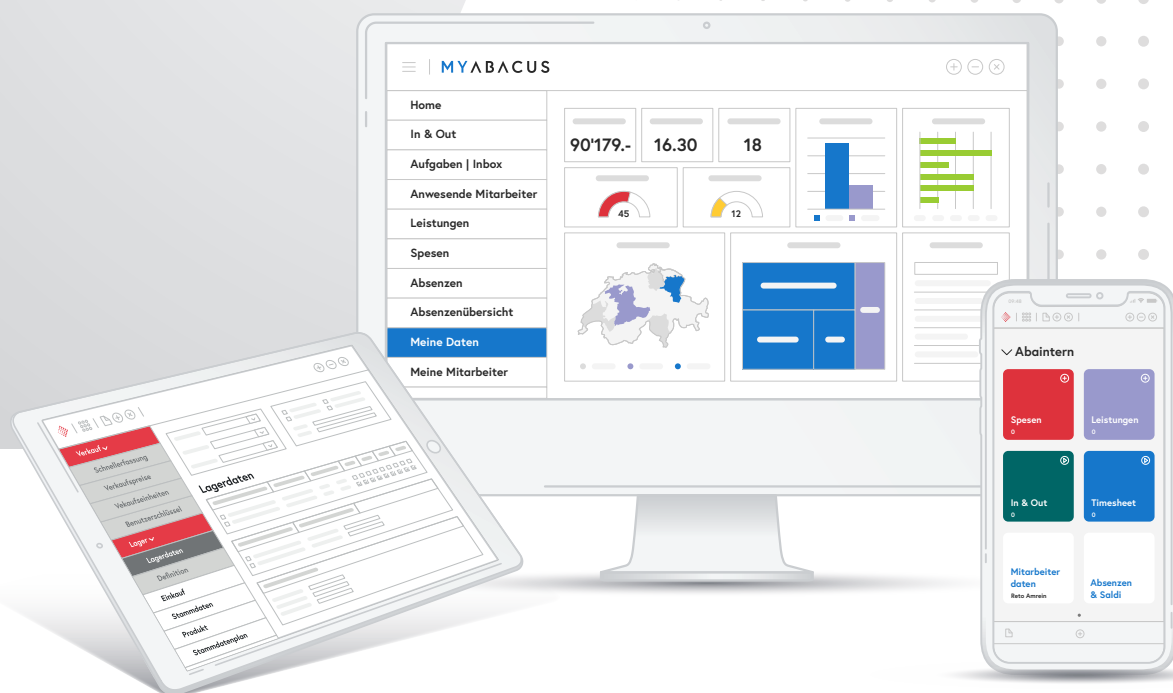 MYΛBΛCUS
Home
In & Out
Aufgaben | Inbox
Anwesende Mitarbeiter
Leistungen
Spesen
Absenzen
Absenzenübersicht
Meine Daten
Meine Mitarbeiter
90'179.-
16.30
18
45
12
Verkauf
Schnellerfassung
Verkaufspreise
Vekaufseinheiten
Benutzerschlüssel
Lager
Lagerdaten
Definition
Einkauf
Stammdaten
Produkt
Stammdatenplan
Lagerdaten
Abaintern
Spesen
0
Leistungen
0
In & Out
0
Timesheet
0
Mitarbeiter
daten
Reto Amrein
Absenzen
& Saldi